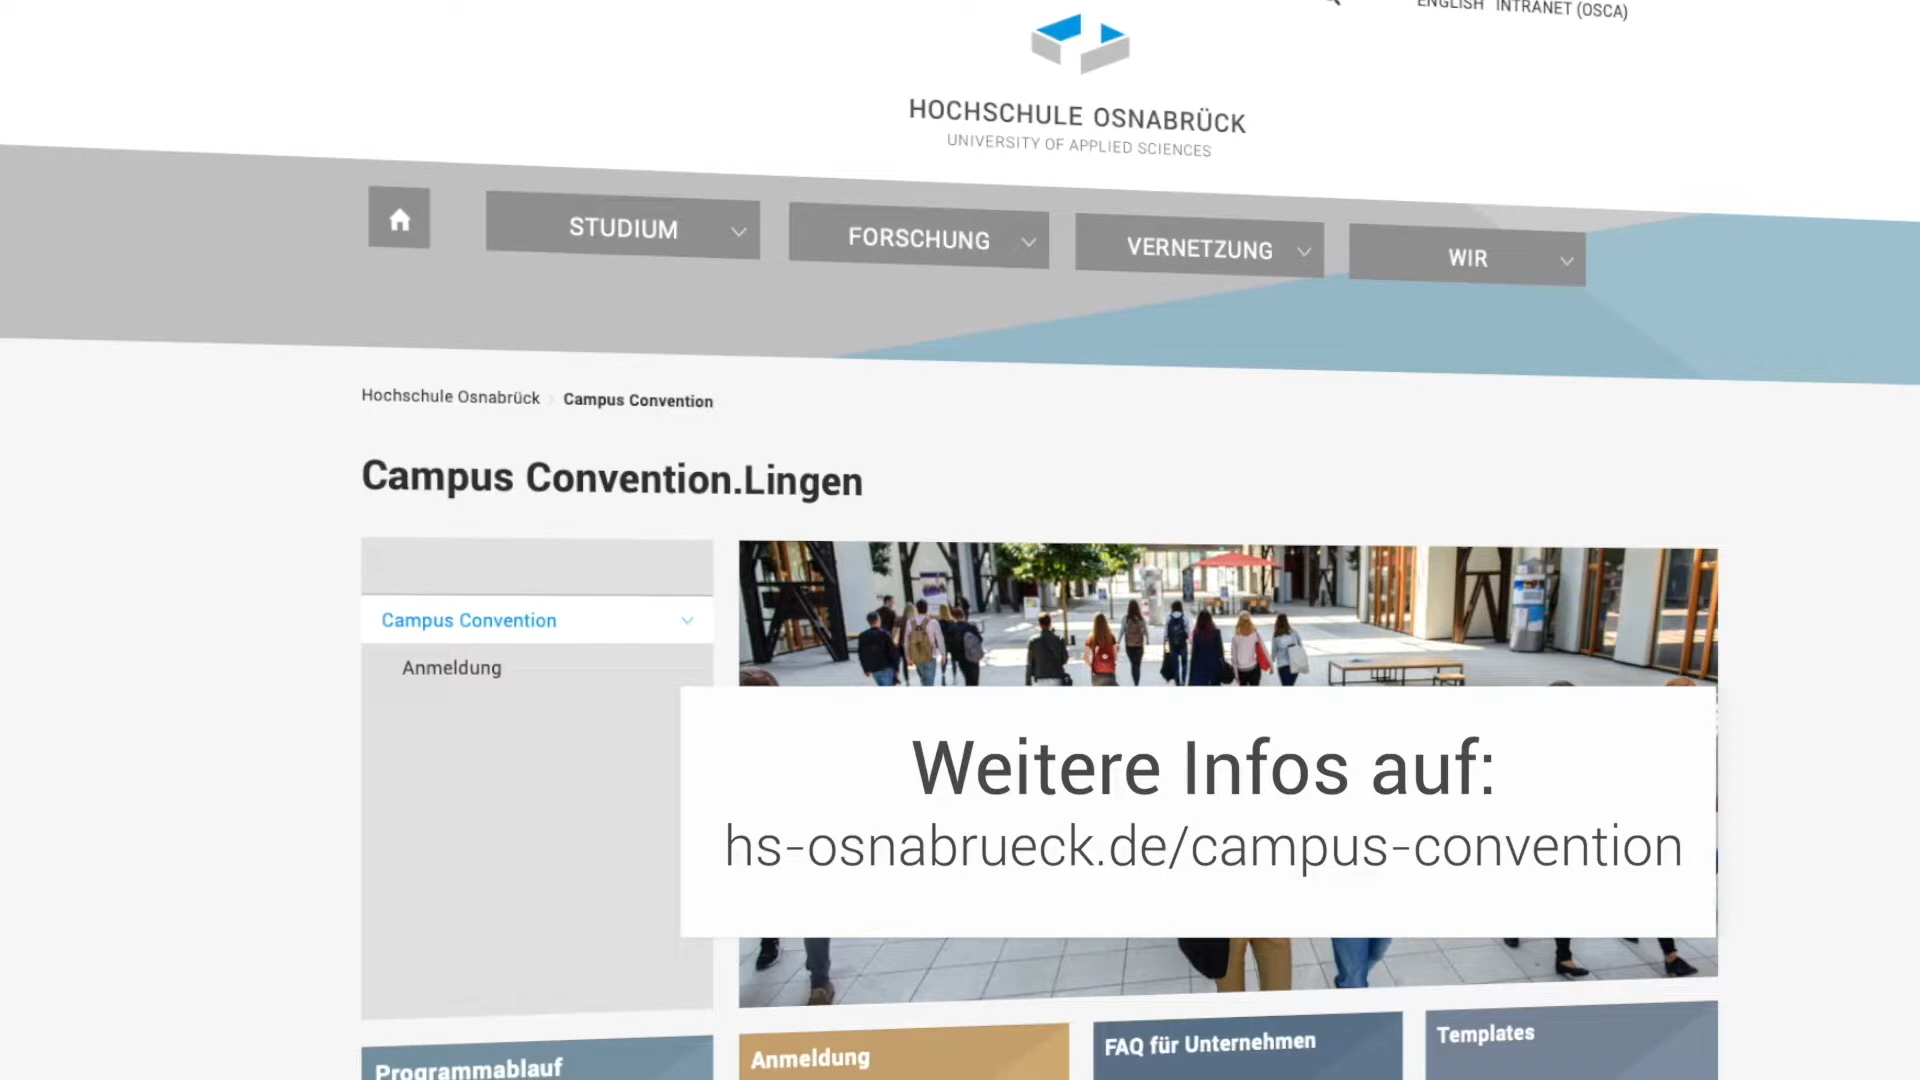 ENGLISH INTRANET (OSCA)
HOCHSCHULE OSNABRÜCK
UNIVERSITY OF APPLIED SCIENCES
STUDIUM FORSCHUNG VERNETZUNG WIR
Hochschule Osnabrück Campus Convention
Campus Convention.Lingen
Campus Convention
Anmeldung
Weitere Infos auf:
hs-osnabrueck.de/campus-convention
Programmablauf Anmeldung FAQ für Unternehmen Templates